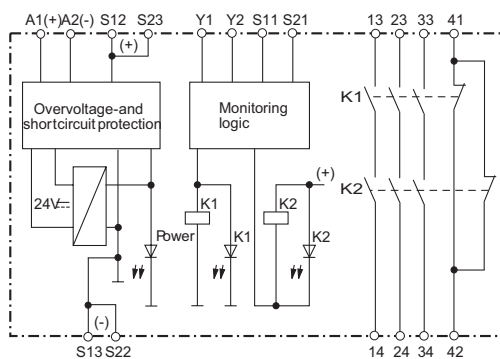 A1(+) A2(-) S12 S23 Y1 Y2 S11 S21 13 23 33 41
(+)
Overvoltage-and
shortcircuit protection
Monitoring
logic
K1
K2
24V
(+)
K1
K2
Power
K1
K2
(-)
S13 S22
14 24 34 42